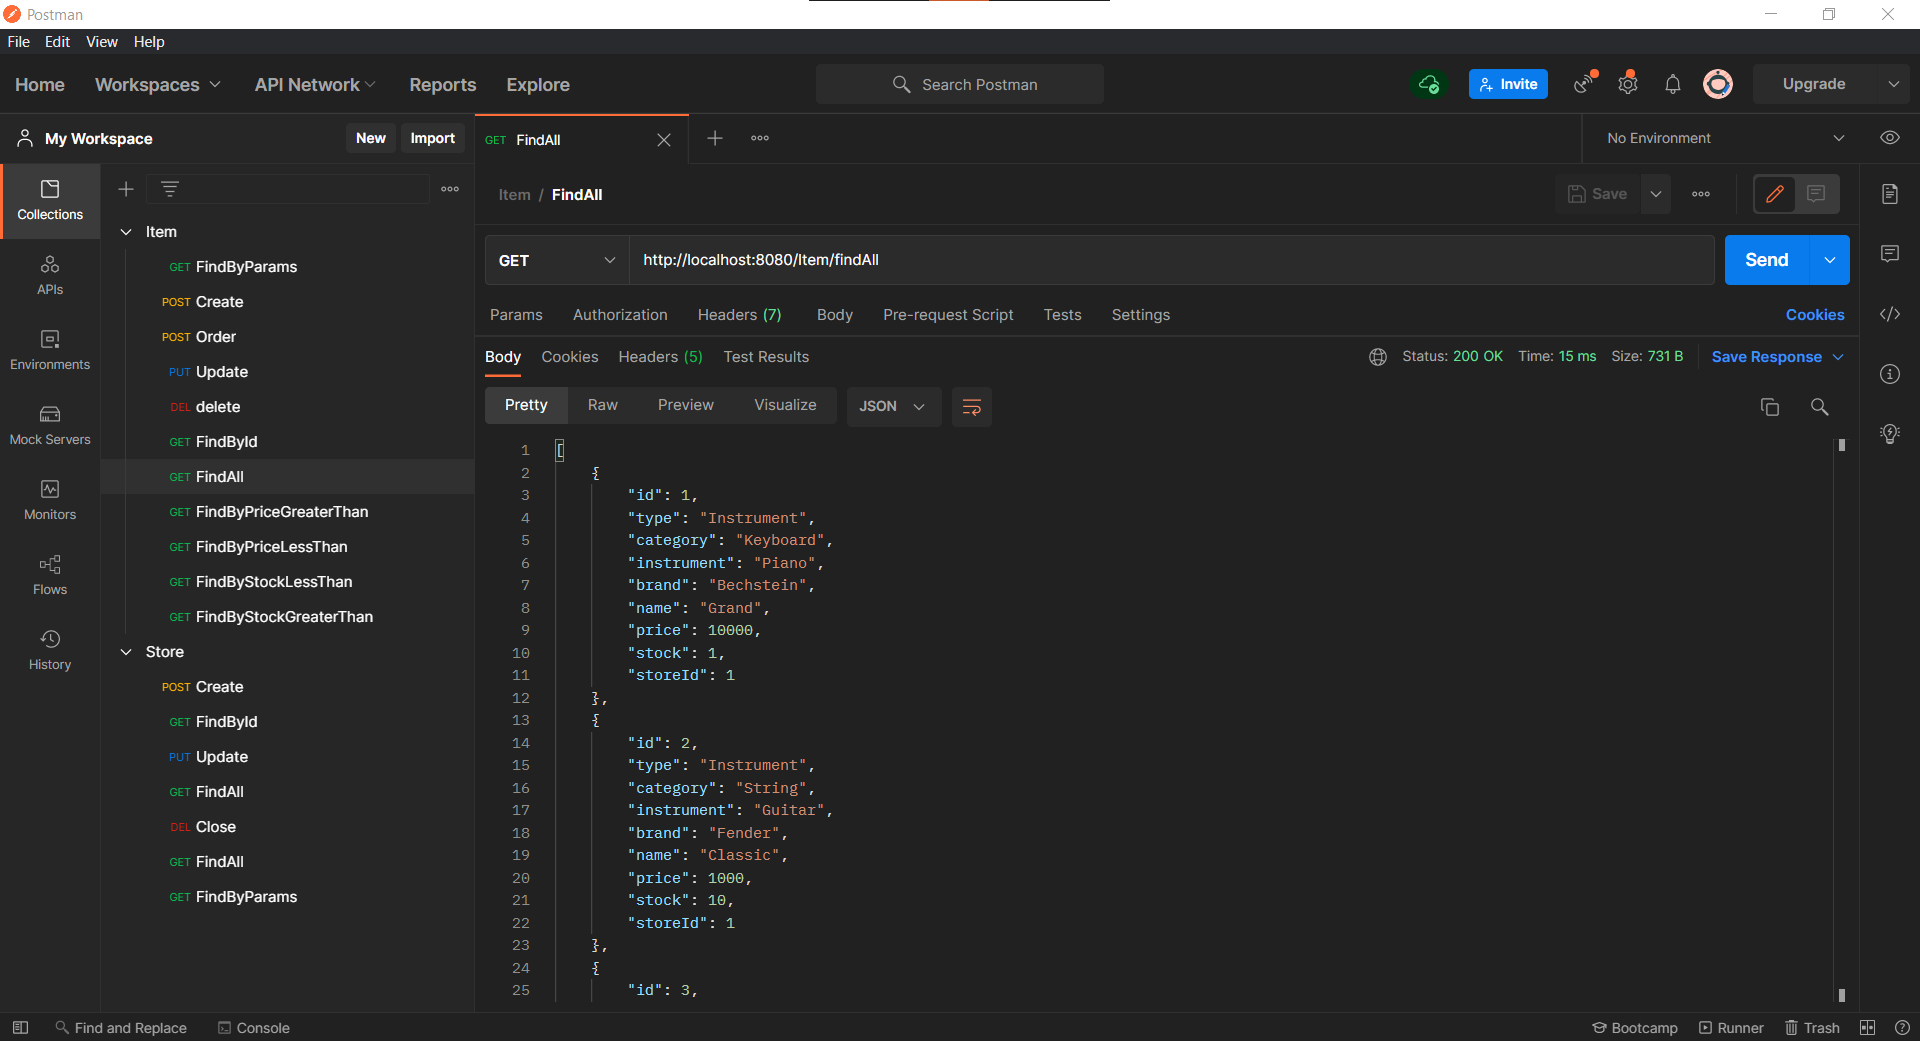 Postman
File Edit View Help
Home Workspaces API Network Reports Explore Search Postman Invite Upgrade
My Workspace New Import GET FindAll No Environment
Item / FindAll Save
Collections
APIs
Environments
Mock Servers
Monitors
Flows
History
Item
GET FindByParams
POST Create
POST Order
PUT Update
DEL delete
GET FindById
GET FindAll
GET FindByPriceGreaterThan
GET FindByPriceLessThan
GET FindByStockLessThan
GET FindByStockGreaterThan
Store
POST Create
GET FindById
PUT Update
GET FindAll
DEL Close
GET FindAll
GET FindByParams
GET http://localhost:8080/Item/findAll Send
Params Authorization Headers (7) Body Pre-request Script Tests Settings Cookies
Body Cookies Headers (5) Test Results Status: 200 OK Time: 15 ms Size: 731 B Save Response
Pretty Raw Preview Visualize JSON
1 [
2 {
3 "id": 1,
4 "type": "Instrument",
5 "category": "Keyboard",
6 "instrument": "Piano",
7 "brand": "Bechstein",
8 "name": "Grand",
9 "price": 10000,
10 "stock": 1,
11 "storeId": 1
12 },
13 {
14 "id": 2,
15 "type": "Instrument",
16 "category": "String",
17 "instrument": "Guitar",
18 "brand": "Fender",
19 "name": "Classic",
20 "price": 1000,
21 "stock": 10,
22 "storeId": 1
23 },
24 {
25 "id": 3,
Find and Replace Console Bootcamp Runner Trash